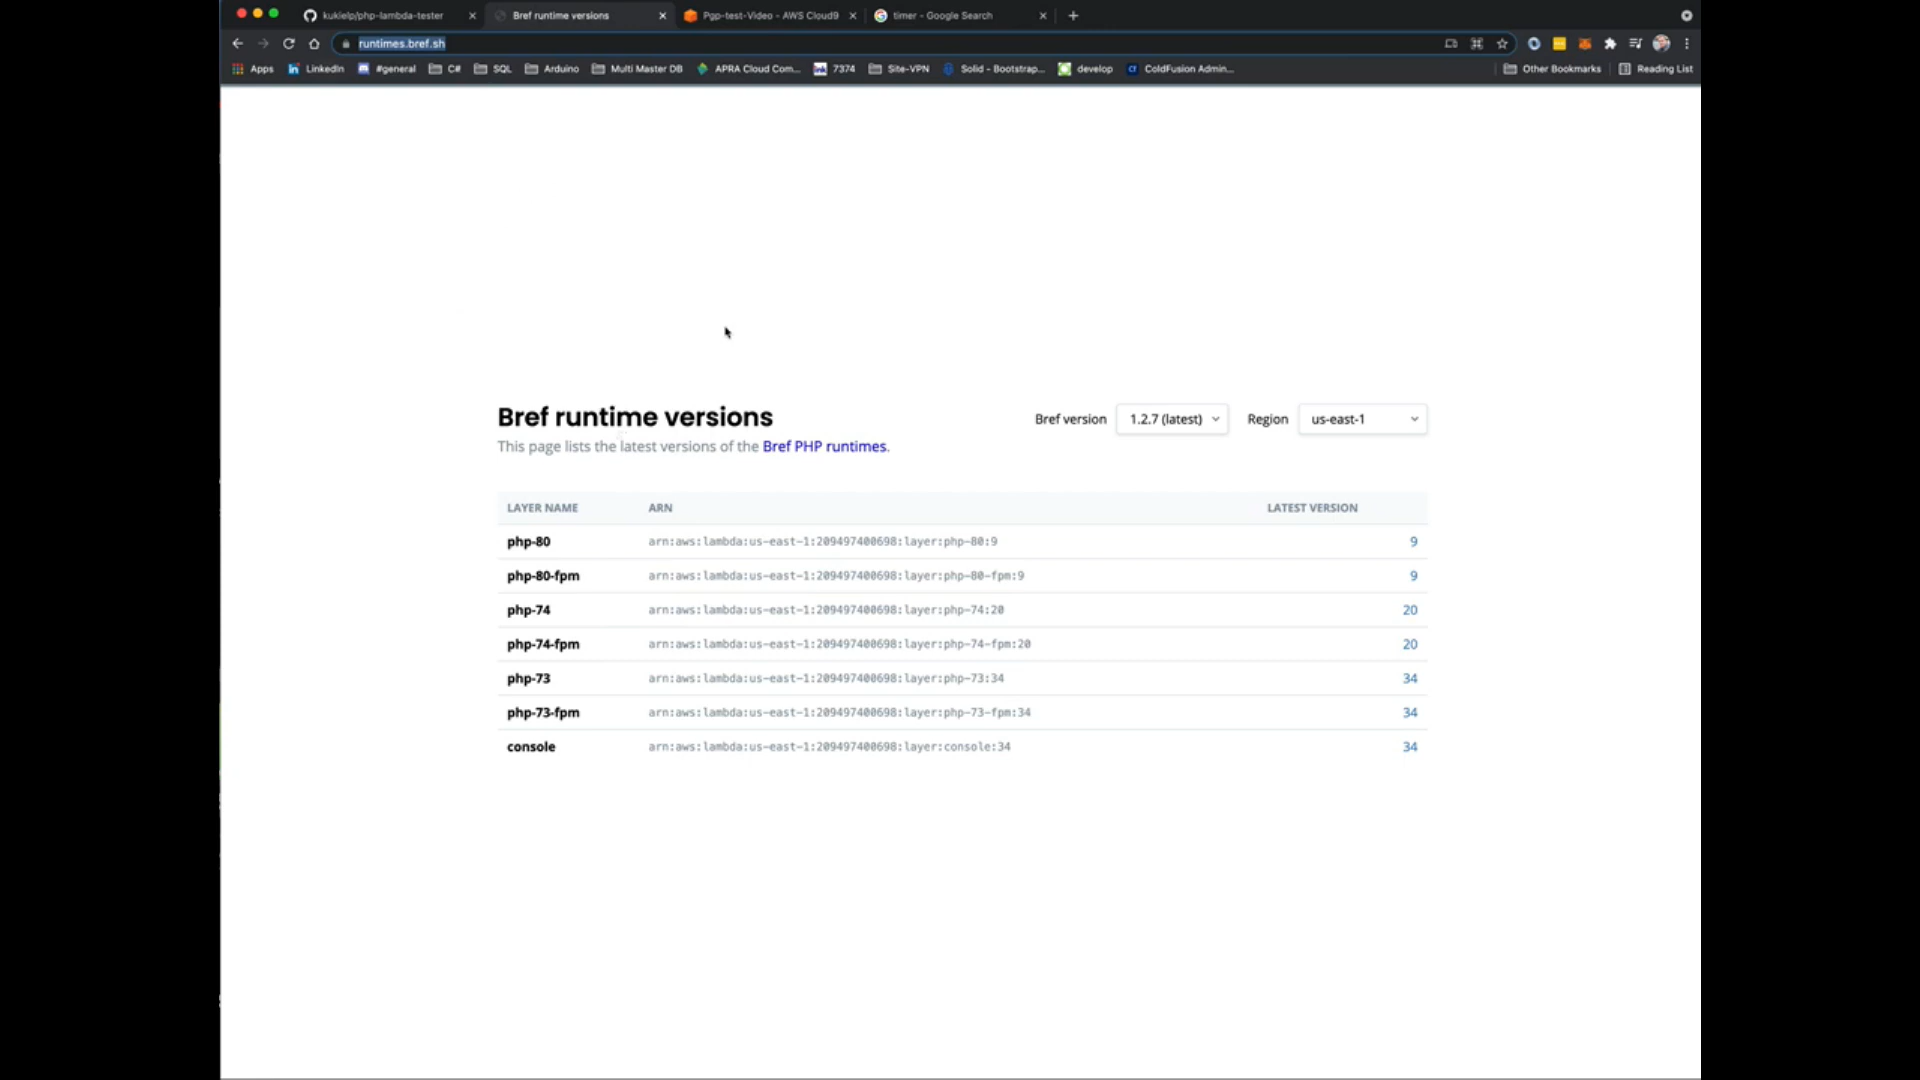 kukielp/php-lambda-tester
Bref runtime versions
Pgp-test-Video - AWS Cloud9
timer - Google Search
runtimes.bref.sh
Apps
LinkedIn
#general
C#
SQL
Arduino
Multi Master DB
APRA Cloud Com...
7374
Site-VPN
Solid - Bootstrap...
develop
ColdFusion Admin...
Other Bookmarks
Reading List
Bref runtime versions
Bref version 1.2.7 (latest) Region us-east-1
This page lists the latest versions of the Bref PHP runtimes.
LAYER NAME ARN LATEST VERSION
php-80 arn:aws:lambda:us-east-1:209497400698:layer:php-80:9 9
php-80-fpm arn:aws:lambda:us-east-1:209497400698:layer:php-80-fpm:9 9
php-74 arn:aws:lambda:us-east-1:209497400698:layer:php-74:20 20
php-74-fpm arn:aws:lambda:us-east-1:209497400698:layer:php-74-fpm:20 20
php-73 arn:aws:lambda:us-east-1:209497400698:layer:php-73:34 34
php-73-fpm arn:aws:lambda:us-east-1:209497400698:layer:php-73-fpm:34 34
console arn:aws:lambda:us-east-1:209497400698:layer:console:34 34